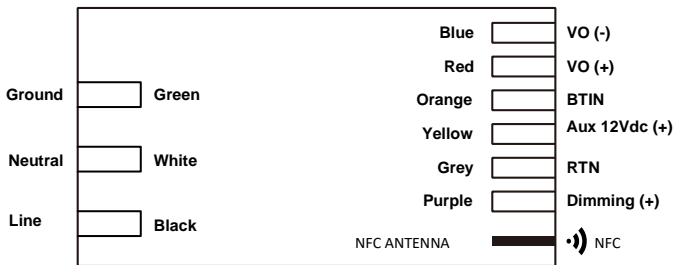 Blue VO (-)
Red VO (+)
Ground Green Orange BTIN
Yellow Aux 12Vdc (+)
Neutral White Grey RTN
Purple Dimming (+)
Line Black
NFC ANTENNA NFC